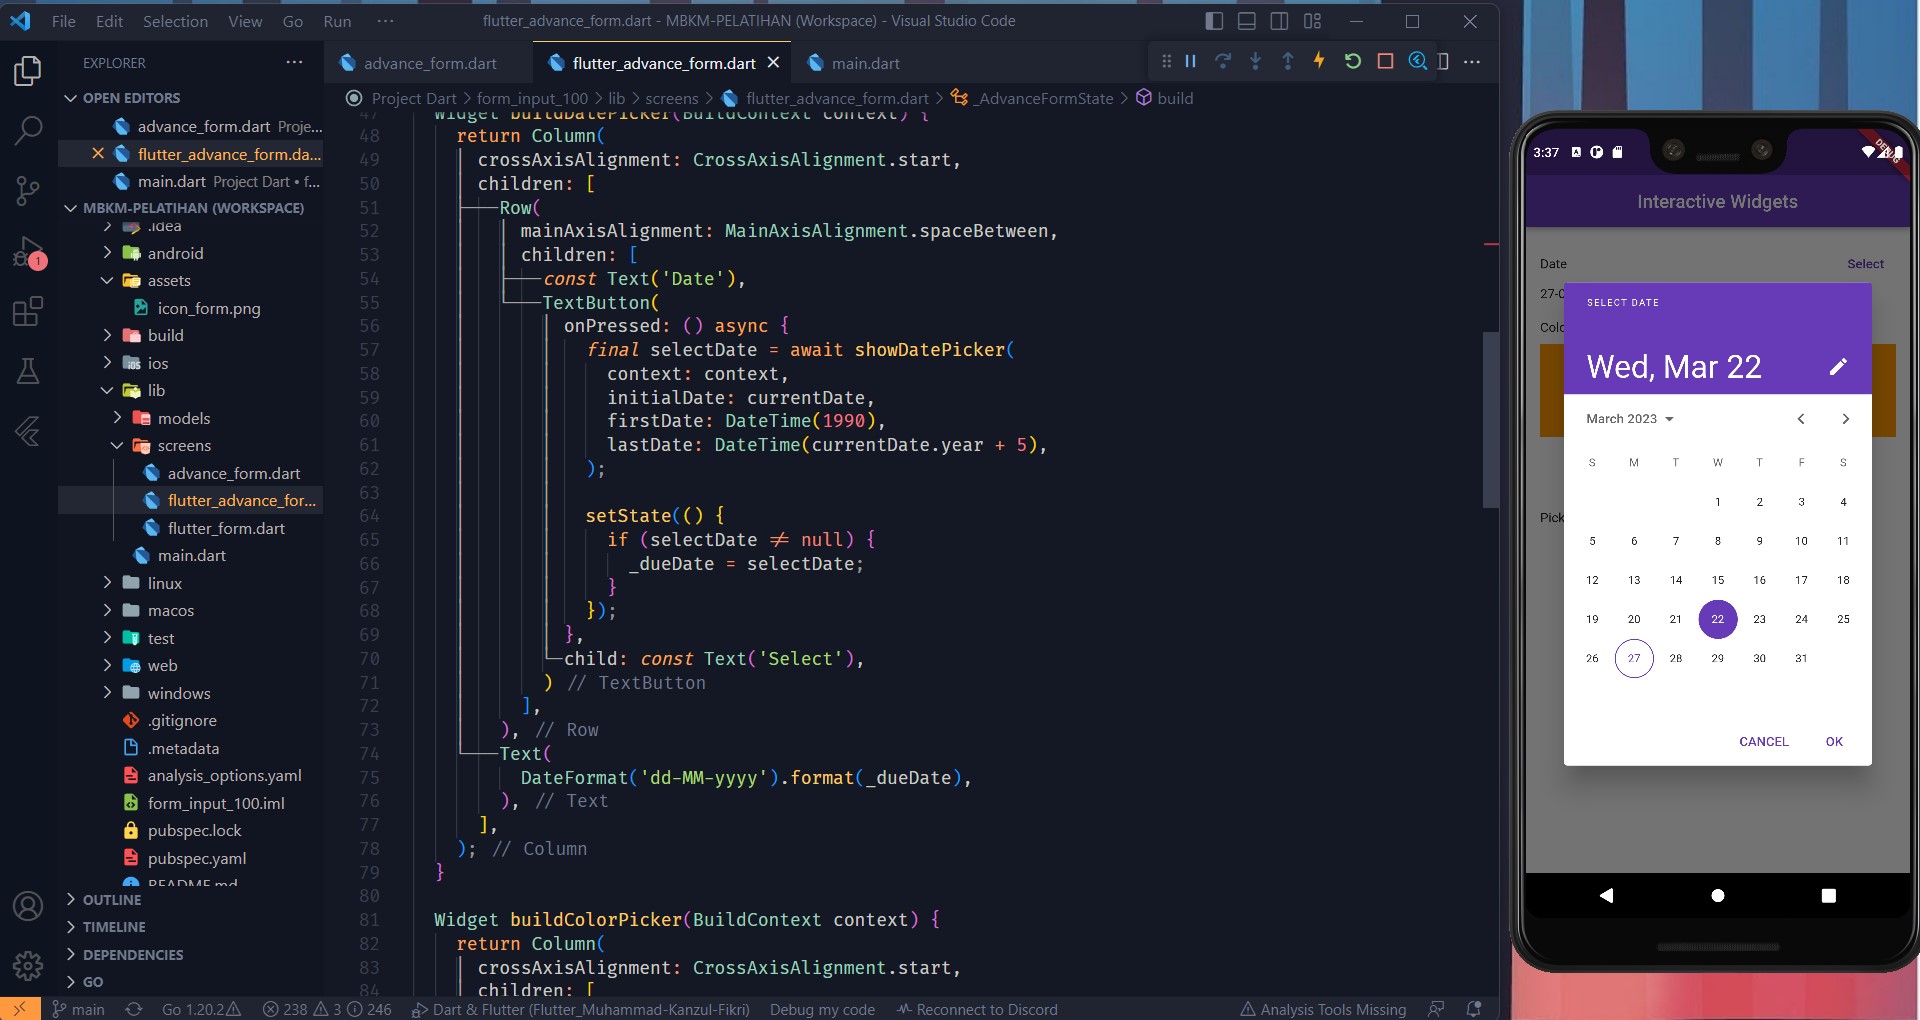 File Edit Selection View Go Run ···
flutter_advance_form.dart - MBKM-PELATIHAN (Workspace) - Visual Studio Code
EXPLORER ···
OPEN EDITORS
advance_form.dart Proje...
flutter_advance_form.da...
main.dart Project Dart • f...
MBKM-PELATIHAN (WORKSPACE)
.idea
android
assets
icon_form.png
build
ios
lib
models
screens
advance_form.dart
flutter_advance_for...
flutter_form.dart
main.dart
linux
macos
test
web
windows
.gitignore
.metadata
analysis_options.yaml
form_input_100.iml
pubspec.lock
pubspec.yaml
README.md
OUTLINE
TIMELINE
DEPENDENCIES
GO
1
advance_form.dart flutter_advance_form.dart main.dart
Project Dart > form_input_100 > lib > screens > flutter_advance_form.dart > _AdvanceFormState > build
47 Widget buildDatePicker(BuildContext context) {
48 return Column(
49 crossAxisAlignment: CrossAxisAlignment.start,
50 children: [
51 Row(
52 mainAxisAlignment: MainAxisAlignment.spaceBetween,
53 children: [
54 const Text('Date'),
55 TextButton(
56 onPressed: () async {
57 final selectDate = await showDatePicker(
58 context: context,
59 initialDate: currentDate,
60 firstDate: DateTime(1990),
61 lastDate: DateTime(currentDate.year + 5),
62 );
63
64 setState(() {
65 if (selectDate != null) {
66 _dueDate = selectDate;
67 }
68 });
69 },
70 child: const Text('Select'),
71 ) // TextButton
72 ],
73 ), // Row
74 Text(
75 DateFormat('dd-MM-yyyy').format(_dueDate),
76 ), // Text
77 ],
78 ); // Column
79 }
80
81 Widget buildColorPicker(BuildContext context) {
82 return Column(
83 crossAxisAlignment: CrossAxisAlignment.start,
84 children: [
main Go 1.20.2 238 3 246 Dart & Flutter (Flutter_Muhammad-Kanzul-Fikri) Debug my code Reconnect to Discord Analysis Tools Missing
3:37
DEBUG
Interactive Widgets
Date Select
27-0
Colo
Pick
SELECT DATE
Wed, Mar 22
March 2023
S M T W T F S
1 2 3 4
5 6 7 8 9 10 11
12 13 14 15 16 17 18
19 20 21 22 23 24 25
26 27 28 29 30 31
CANCEL OK